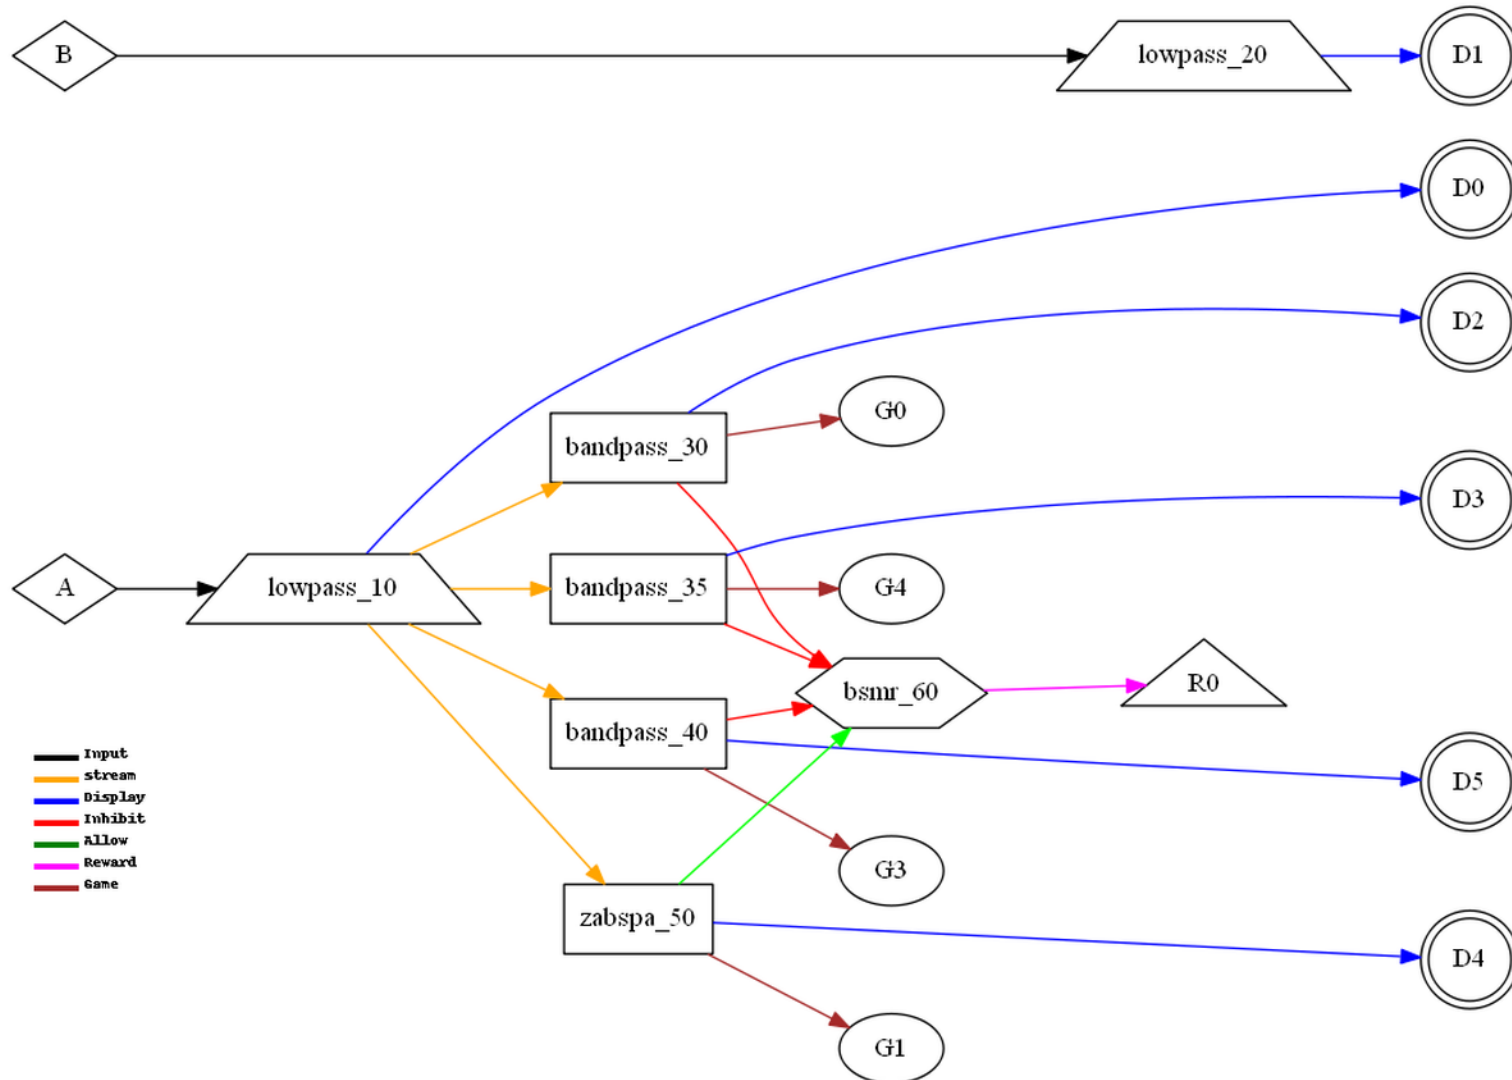 B
lowpass_20
D1
D0
D2
G0
bandpass_30
D3
A
lowpass_10
bandpass_35
G4
bsmr_60
R0
bandpass_40
D5
Input
stream
Display
Inhibit
Allow
Reward
Game
G3
zabspa_50
D4
G1